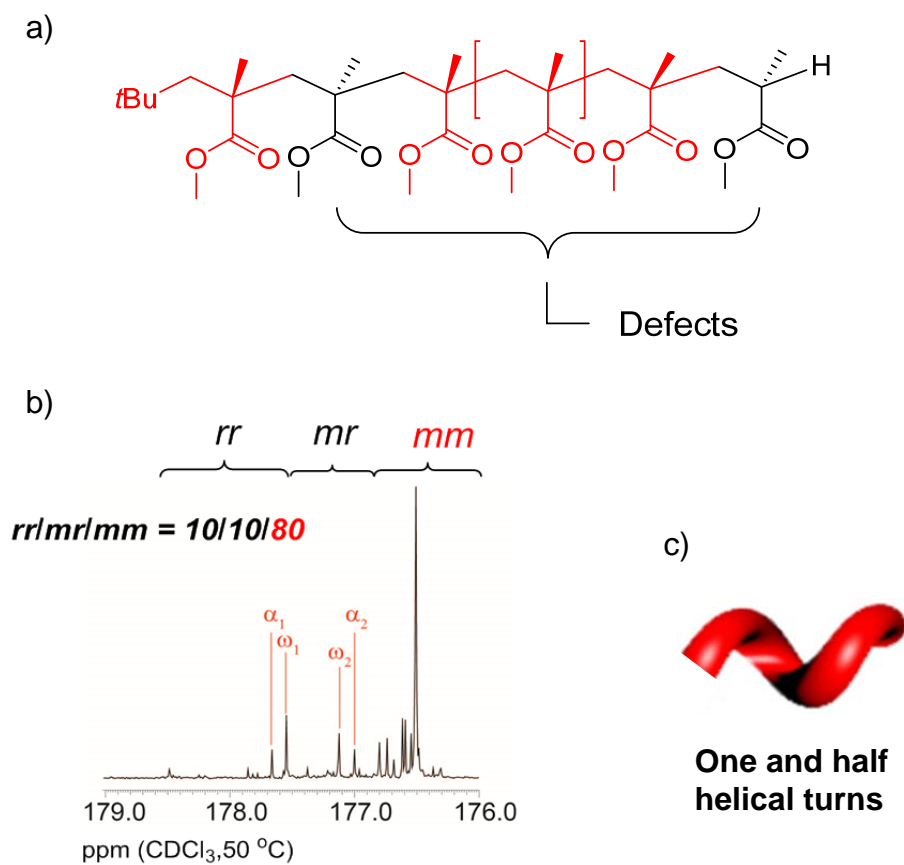 a)
H
tBu
O O O O O O O O O O O O
Defects
b)
rr mr mm
rr/mr/mm = 10/10/80
c)
α1 α2
ω1 ω2
179.0 178.0 177.0 176.0
ppm (CDCl3,50 oC)
One and half
helical turns